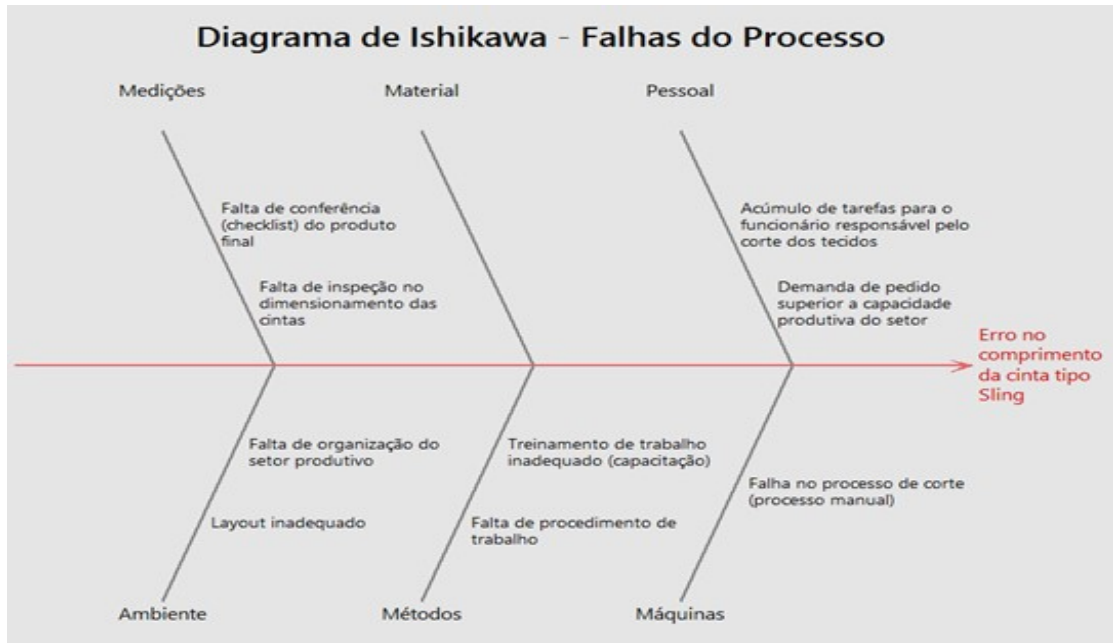 Diagrama de Ishikawa - Falhas do Processo
Medições
Material
Pessoal
Falta de conferência
(checklist) do produto
final
Falta de inspeção no
dimensionamento das
cintas
Acúmulo de tarefas para o
funcionário responsável pelo
corte dos tecidos
Demanda de pedido
superior a capacidade
produtiva do setor
Erro no
comprimento
da cinta tipo
Sling
Falta de organização do
setor produtivo
Layout inadequado
Treinamento de trabalho
inadequado (capacitação)
Falta de procedimento de
trabalho
Falha no processo de corte
(processo manual)
Ambiente
Métodos
Máquinas